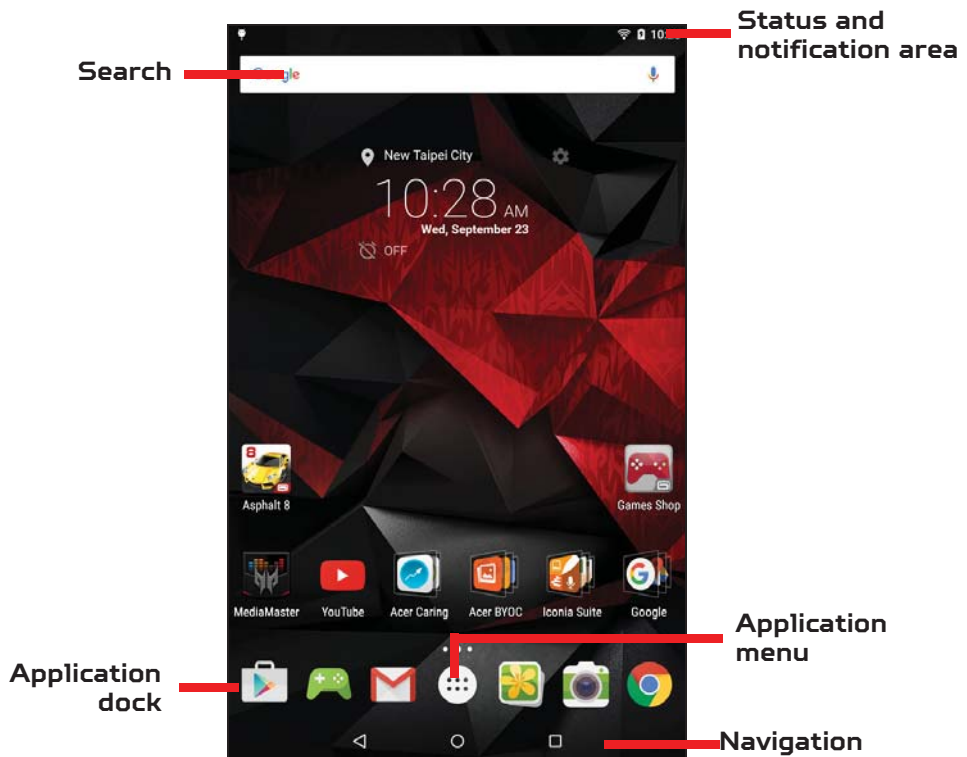 Status and
notification area
Search
New Taipei City
10:28 AM
Wed, September 23
OFF
Asphalt 8
Games Shop
MediaMaster
YouTube
Acer Caring
Acer BYOC
Iconia Suite
Google
Application
menu
Application
dock
Navigation